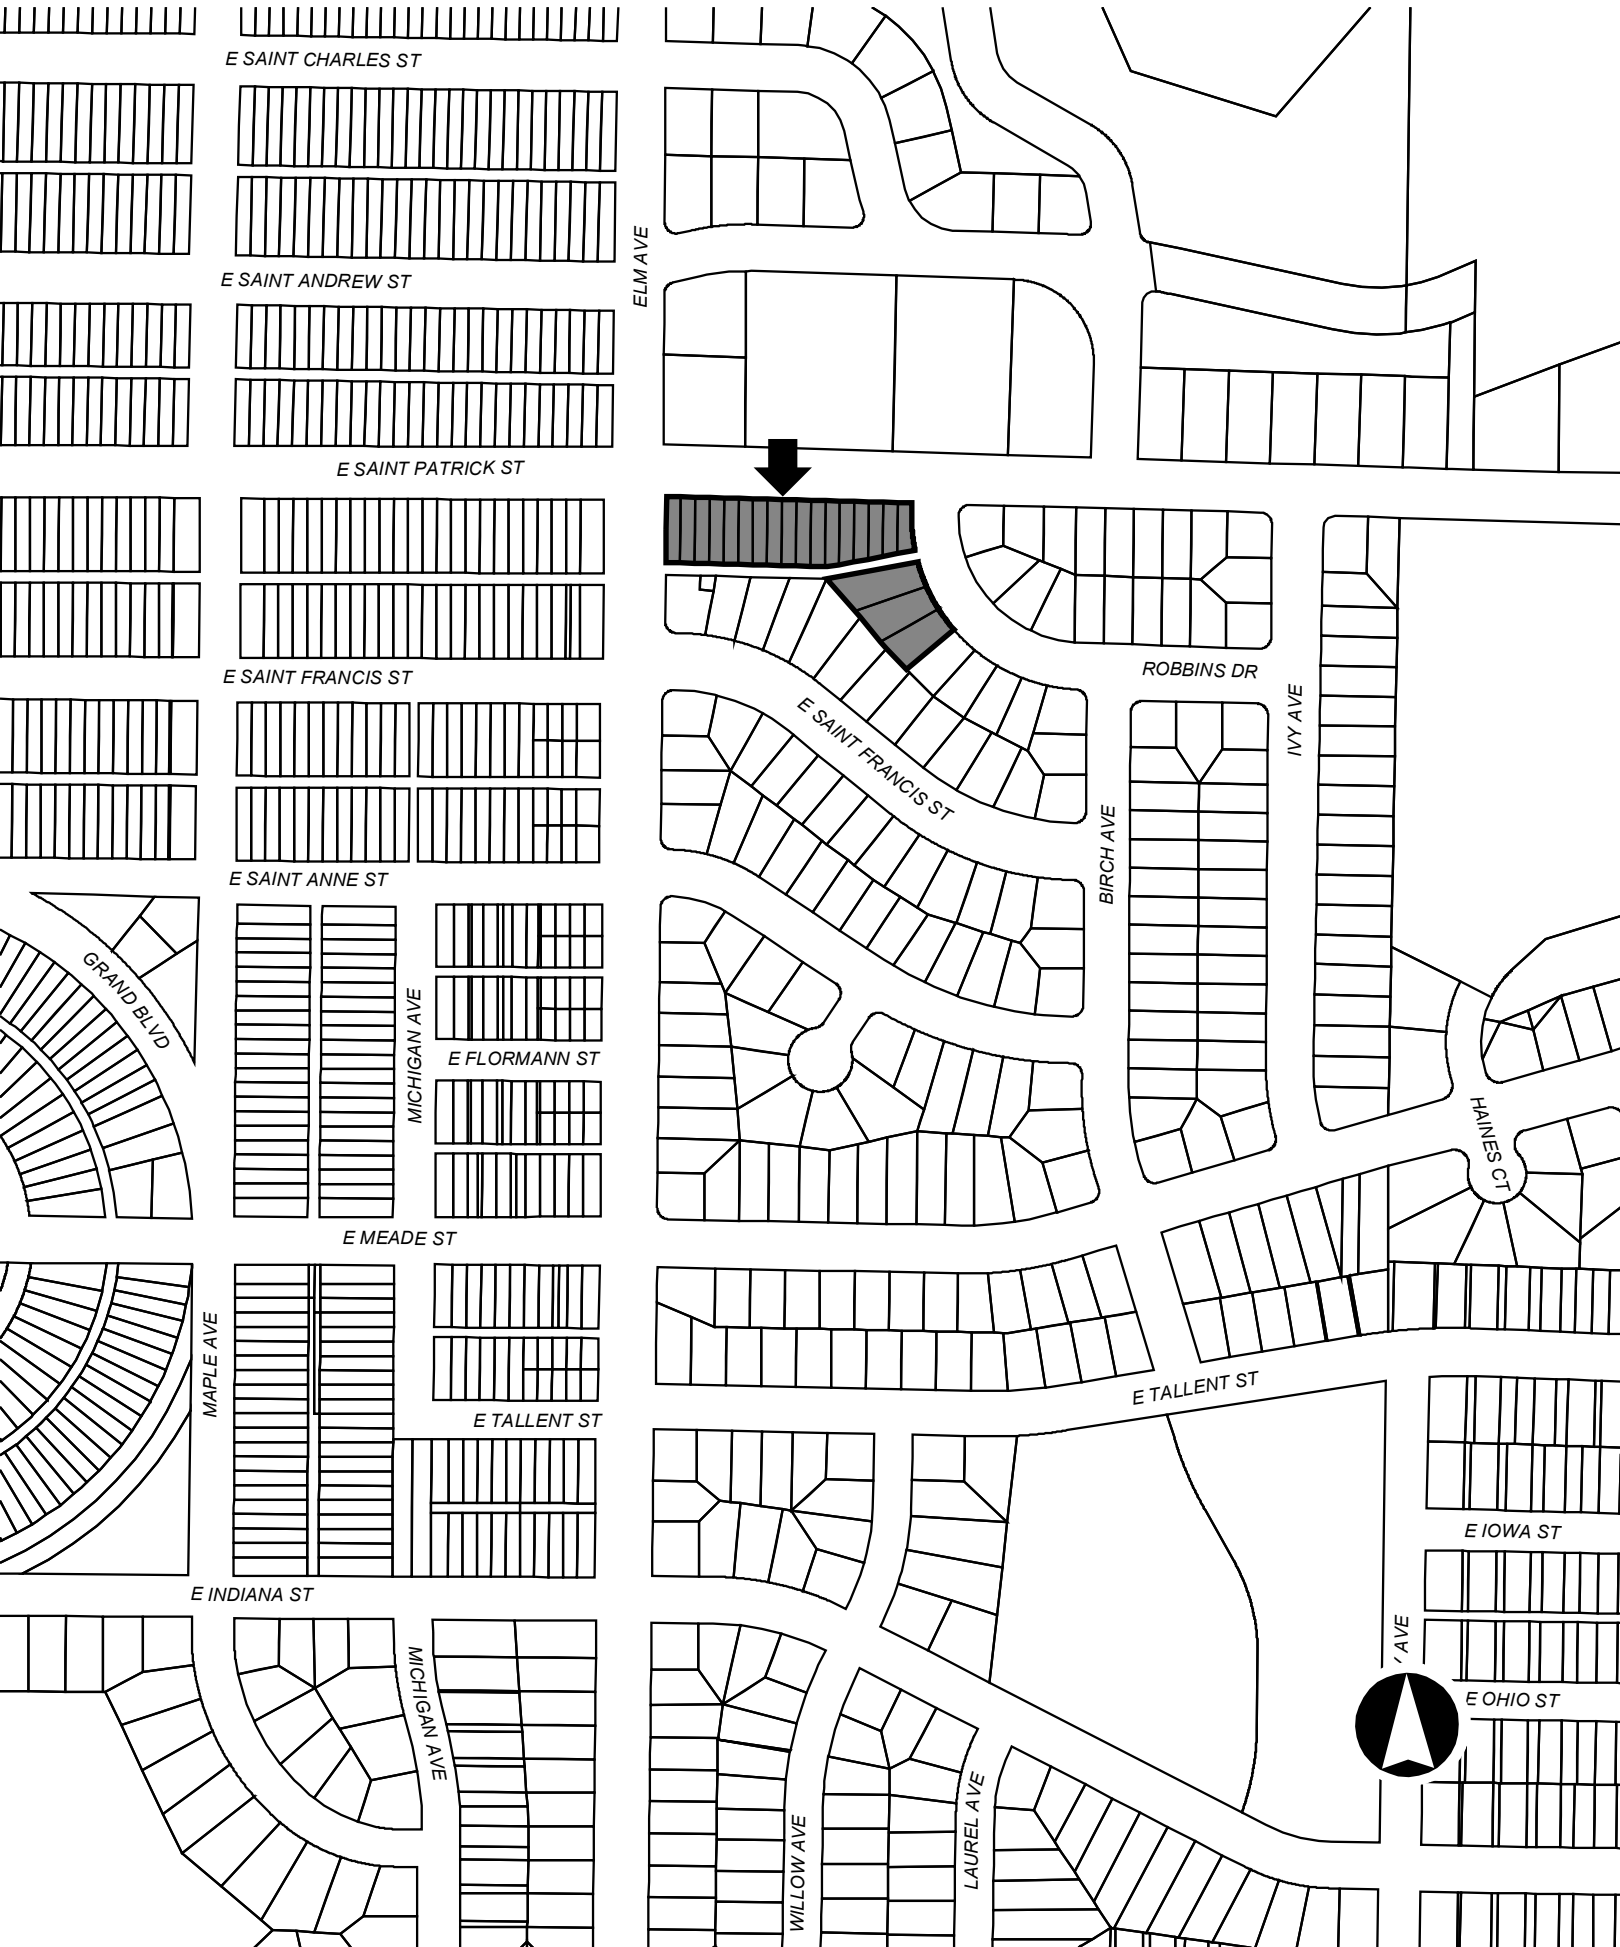 E SAINT CHARLES ST
ELM AVE
E SAINT ANDREW ST
E SAINT PATRICK ST
E SAINT FRANCIS ST
ROBBINS DR
IVY AVE
E SAINT FRANCIS ST
BIRCH AVE
E SAINT ANNE ST
GRAND BLVD
MICHIGAN AVE
E FLORMANN ST
HAINES CT
E MEADE ST
MAPLE AVE
E TALLENT ST
E TALLENT ST
E IOWA ST
E INDIANA ST
AVE
MICHIGAN AVE
E OHIO ST
WILLOW AVE
LAUREL AVE